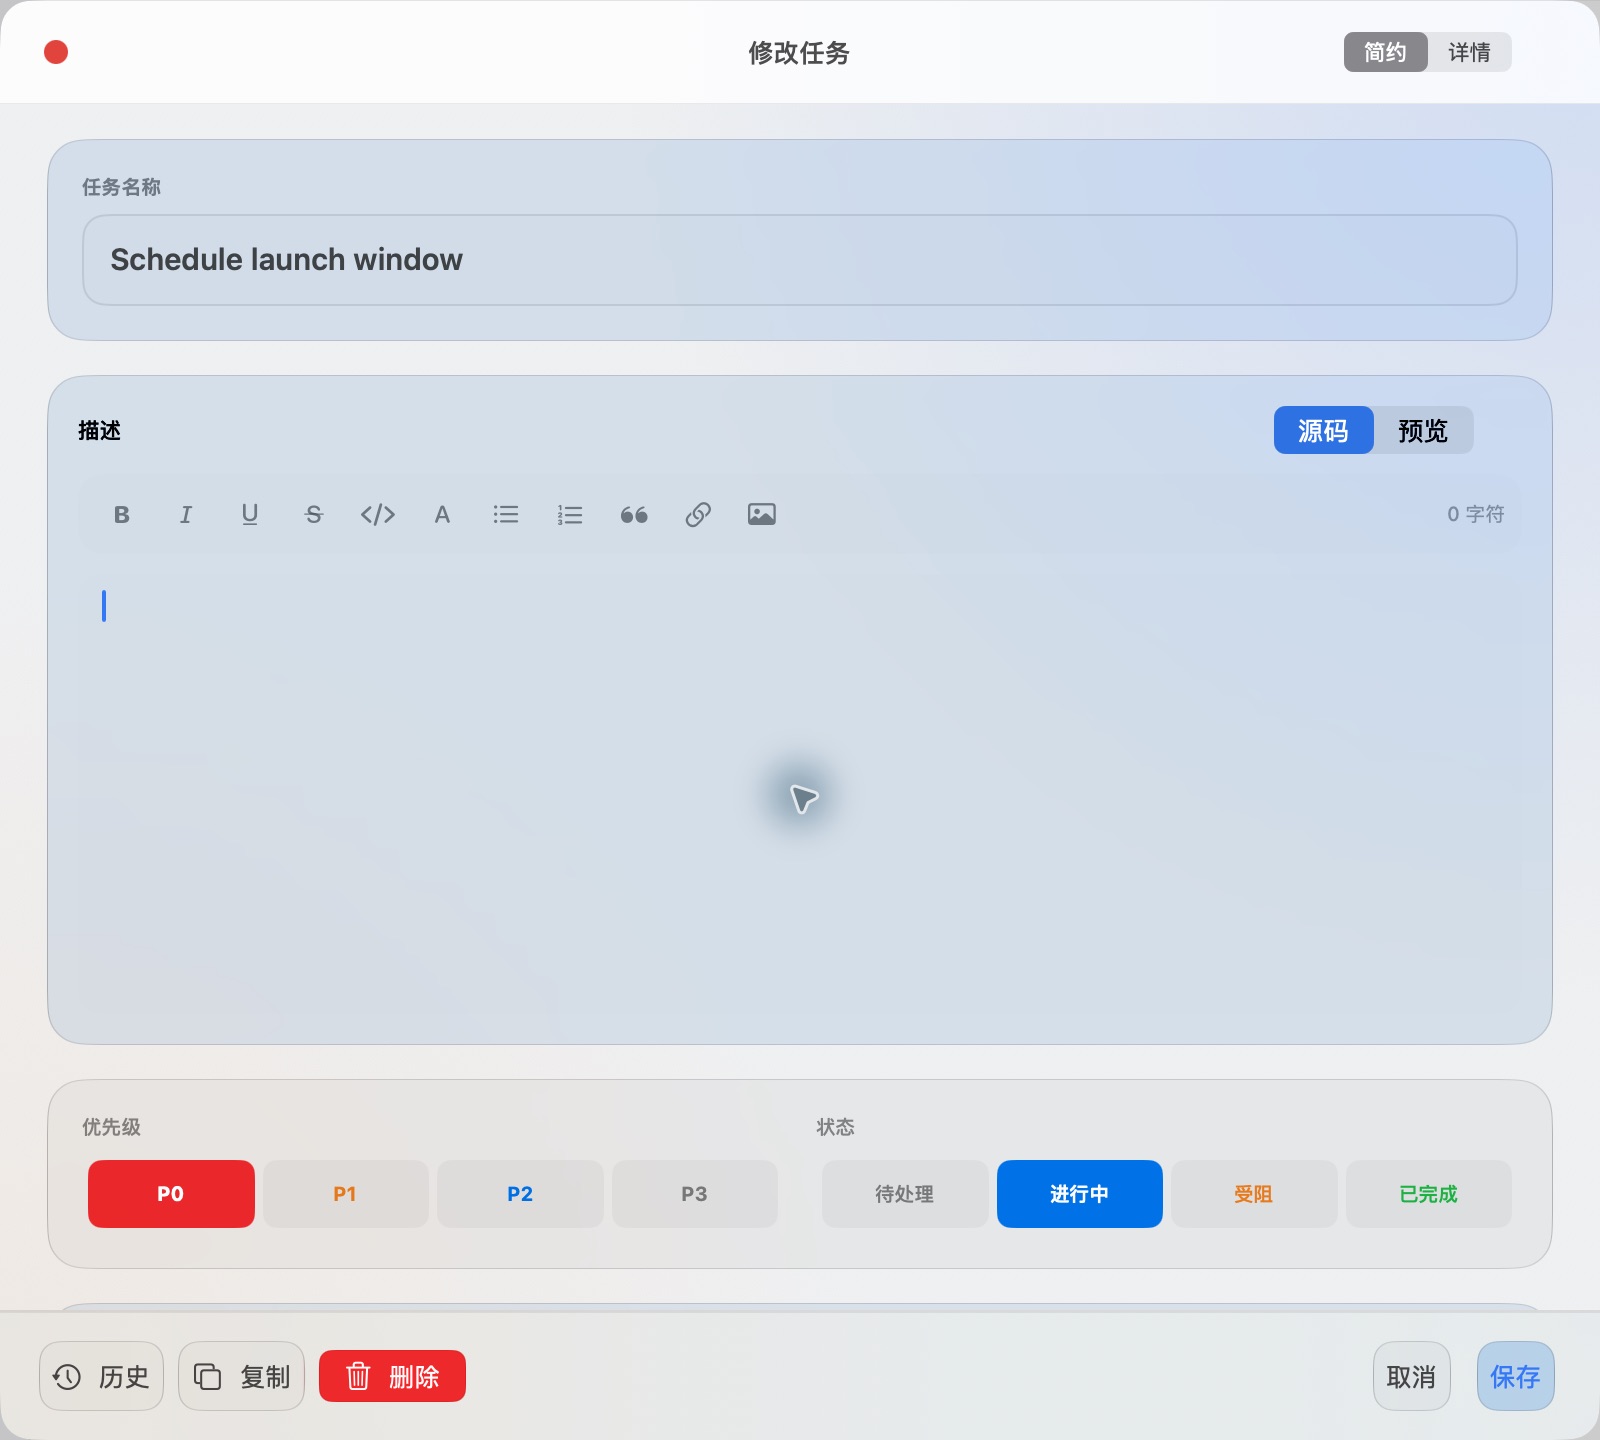 修改任务
简约 详情
任务名称
Schedule launch window
描述
源码 预览
B I U S </> A 0 字符
优先级
P0 P1 P2 P3
状态
待处理 进行中 受阻 已完成
历史 复制 删除 取消 保存